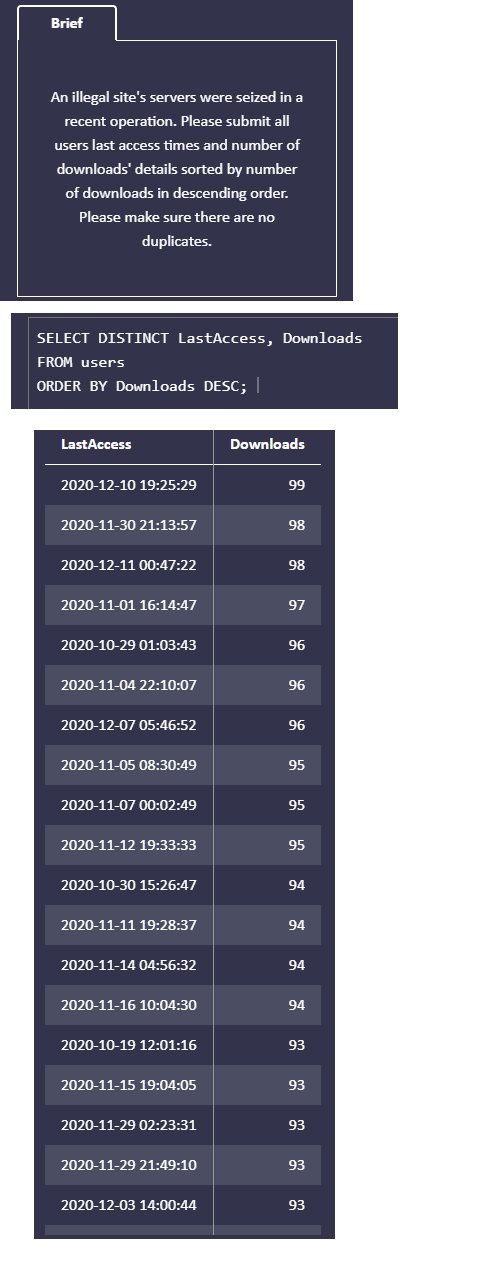 Brief
An illegal site's servers were seized in a
recent operation. Please submit all
users last access times and number of
downloads' details sorted by number
of downloads in descending order.
Please make sure there are no
duplicates.
SELECT DISTINCT LastAccess, Downloads
FROM users
ORDER BY Downloads DESC;
LastAccess Downloads
2020-12-10 19:25:29 99
2020-11-30 21:13:57 98
2020-12-11 00:47:22 98
2020-11-01 16:14:47 97
2020-10-29 01:03:43 96
2020-11-04 22:10:07 96
2020-12-07 05:46:52 96
2020-11-05 08:30:49 95
2020-11-07 00:02:49 95
2020-11-12 19:33:33 95
2020-10-30 15:26:47 94
2020-11-11 19:28:37 94
2020-11-14 04:56:32 94
2020-11-16 10:04:30 94
2020-10-19 12:01:16 93
2020-11-15 19:04:05 93
2020-11-29 02:23:31 93
2020-11-29 21:49:10 93
2020-12-03 14:00:44 93